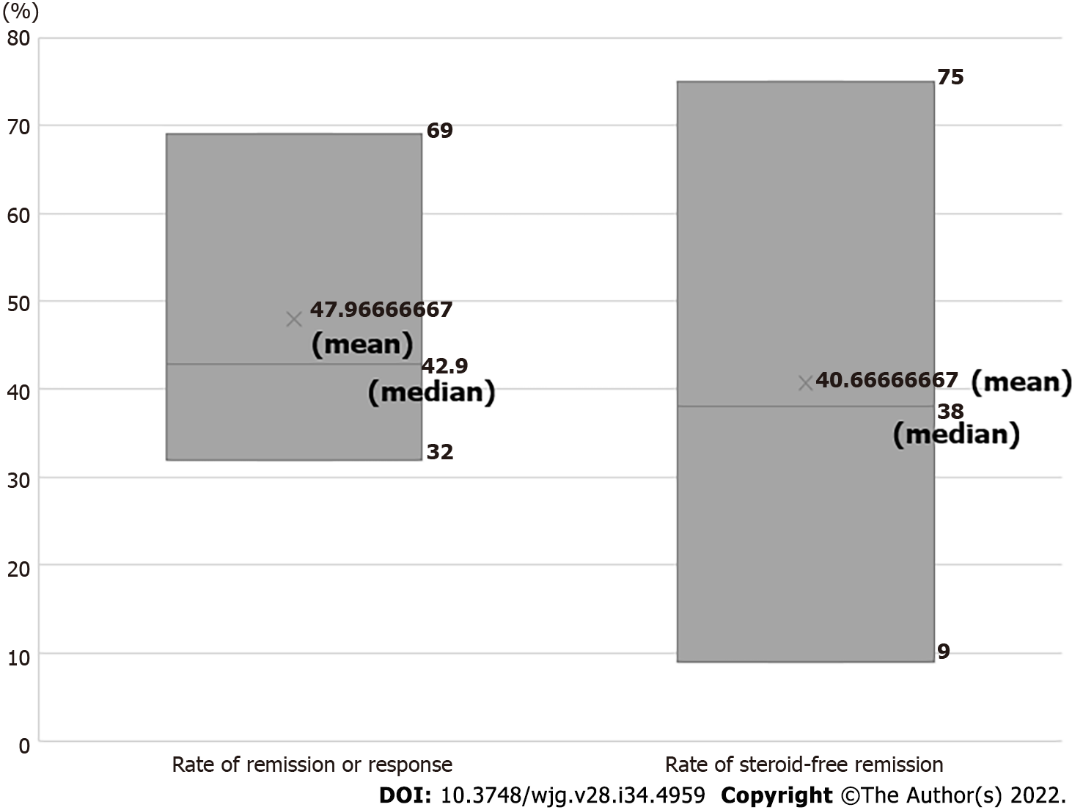 (%)
80
75
70
69
60
50
47.96666667
(mean)
42.9
(median)
40
40.66666667 (mean)
38
(median)
32
30
20
10
9
0
Rate of remission or response
Rate of steroid-free remission
DOI: 10.3748/wjg.v28.i34.4959 Copyright ©The Author(s) 2022.